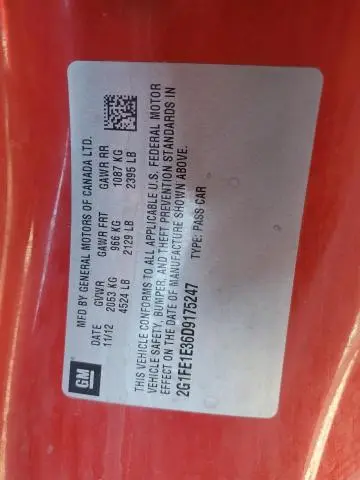 GM
MFD BY GENERAL MOTORS OF CANADA LTD.
DATE GVWR GAWR FRT GAWR RR
11/12 2053 KG 966 KG 1087 KG
4524 LB 2129 LB 2395 LB
THIS VEHICLE CONFORMS TO ALL APPLICABLE U.S. FEDERAL MOTOR
VEHICLE SAFETY, BUMPER, AND THEFT PREVENTION STANDARDS IN
EFFECT ON THE DATE OF MANUFACTURE SHOWN ABOVE.
2G1FE1E36D9175247 TYPE: PASS CAR